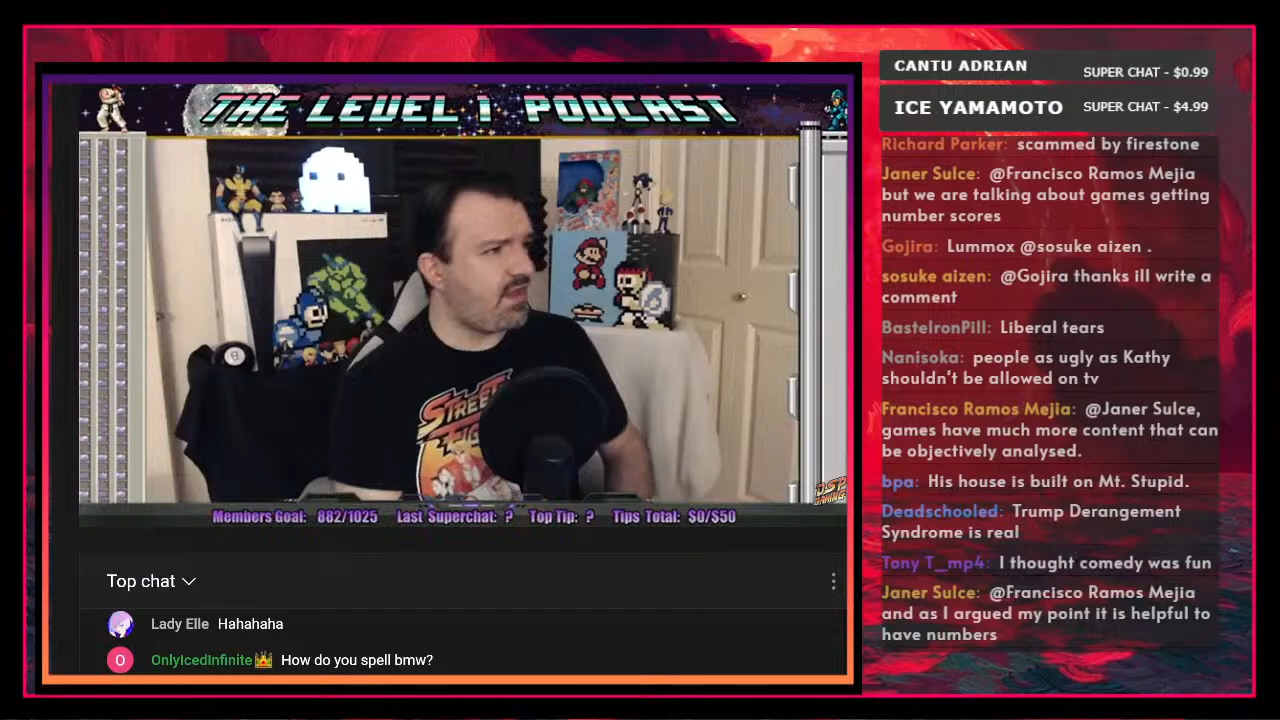 THE LEVEL 1 PODCAST
STREET
FIG
DSP
GAMING
Members Goal: 882/1025 Last Superchat: ? Top Tip: ? Tips Total: $0/$50
Top chat
Lady Elle Hahahaha
O OnlyIcedInfinite How do you spell bmw?
CANTU ADRIAN SUPER CHAT - $0.99
ICE YAMAMOTO SUPER CHAT - $4.99
Richard Parker: scammed by firestone
Janer Sulce: @Francisco Ramos Mejia
but we are talking about games getting
number scores
Gojira: Lummox @sosuke aizen .
sosuke aizen: @Gojira thanks ill write a
comment
BasteIronPill: Liberal tears
Nanisoka: people as ugly as Kathy
shouldn't be allowed on tv
Francisco Ramos Mejia: @Janer Sulce,
games have much more content that can
be objectively analysed.
bpa: His house is built on Mt. Stupid.
Deadschooled: Trump Derangement
Syndrome is real
Tony T_mp4: I thought comedy was fun
Janer Sulce: @Francisco Ramos Mejia
and as I argued my point it is helpful to
have numbers